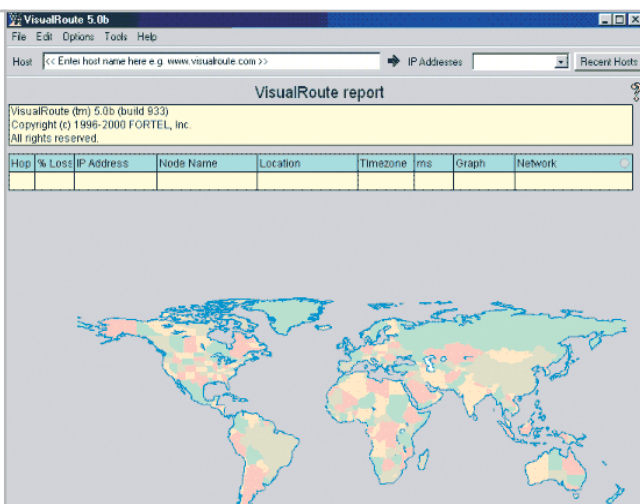 VisualRoute 5.0b
File Edit Options Tools Help
Host << Enter host name here e.g. www.visualroute.com >> IP Addresses Recent Hosts
VisualRoute report
VisualRoute (tm) 5.0b (build 933)
Copyright (c) 1996-2000 FORTEL, Inc.
All rights reserved.
Hop % Loss IP Address Node Name Location Timezone ms Graph Network